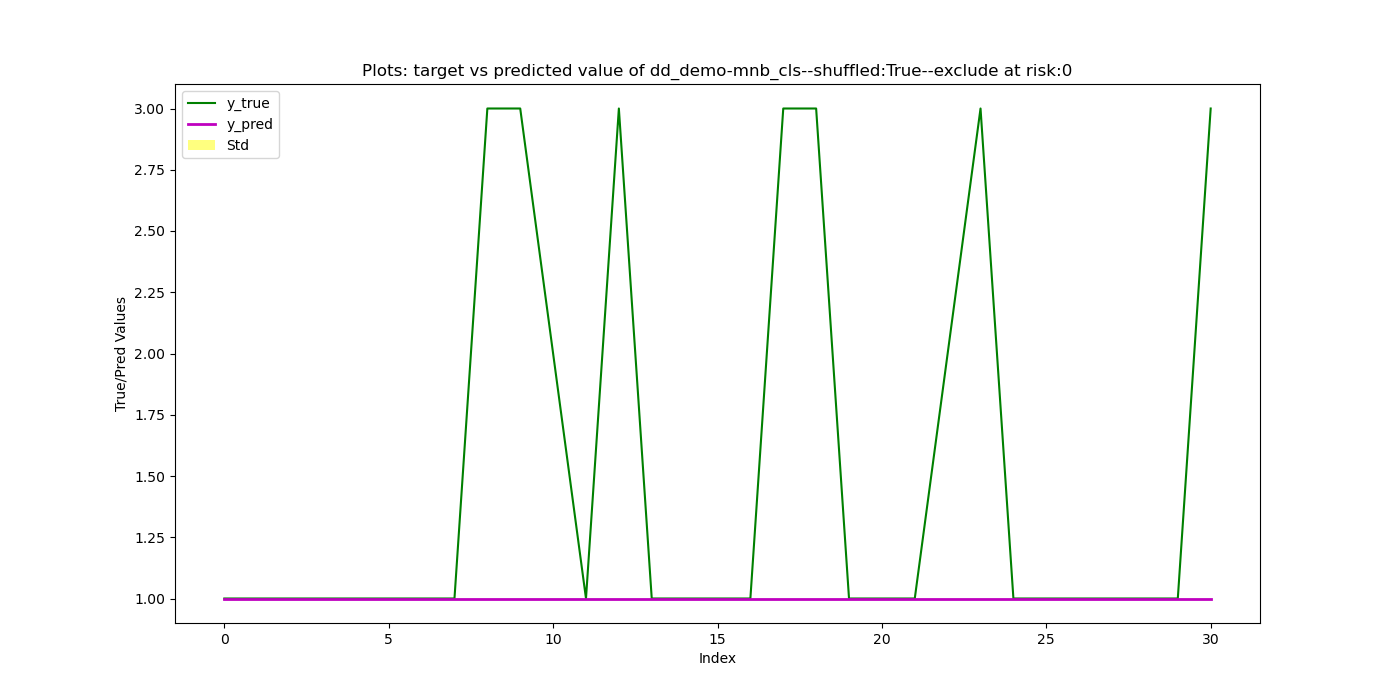 Plots: target vs predicted value of dd_demo-mnb_cls--shuffled:True--exclude at risk:0
y_true
y_pred
Std
True/Pred Values
3.00
2.75
2.50
2.25
2.00
1.75
1.50
1.25
1.00
0 5 10 15 20 25 30
Index